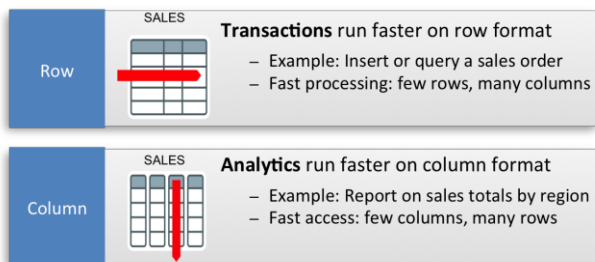 Row
SALES
Transactions run faster on row format
– Example: Insert or query a sales order
– Fast processing: few rows, many columns
Column
SALES
Analytics run faster on column format
– Example: Report on sales totals by region
– Fast access: few columns, many rows